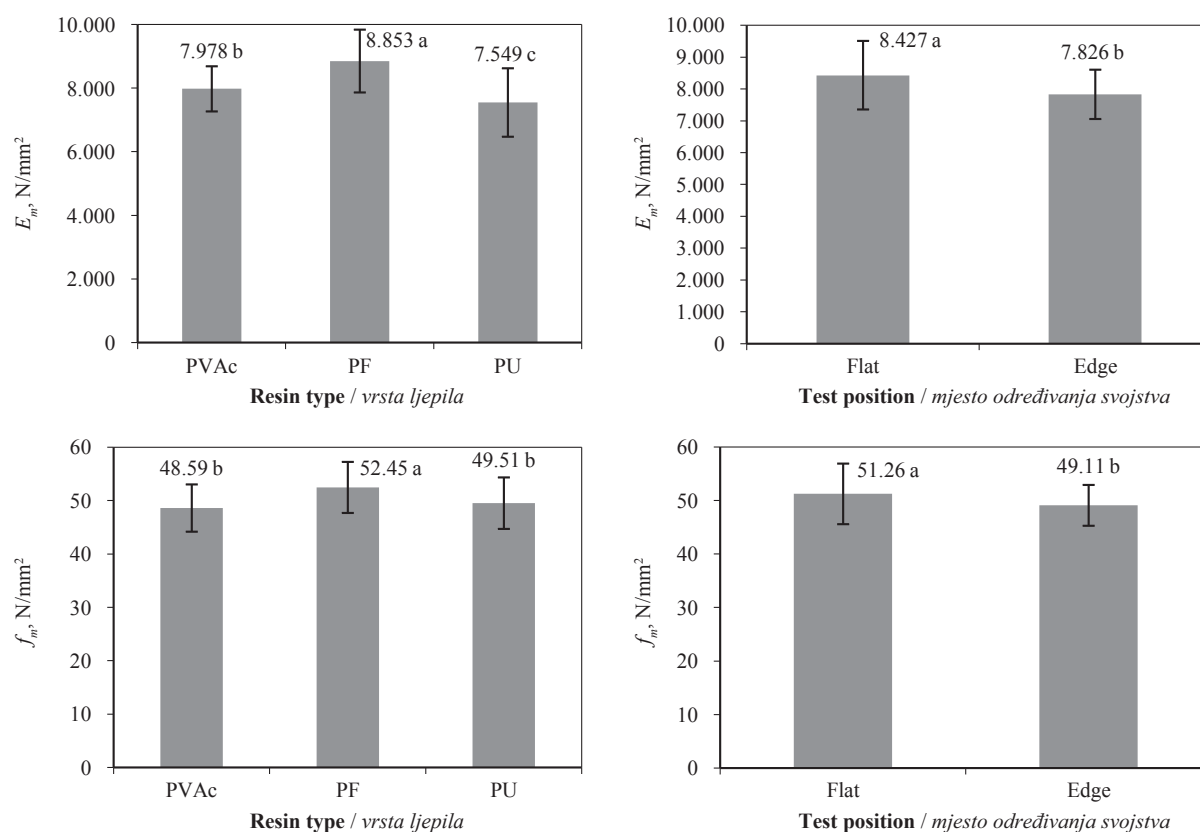 10.000
8.000
6.000
4.000
2.000
0
E_m, N/mm²
7.978 b
8.853 a
7.549 c
PVAc
PF
PU
Resin type / vrsta ljepila
10.000
9.000
8.000
7.000
6.000
5.000
4.000
3.000
2.000
1.000
0
E_m, N/mm²
8.427 a
7.826 b
Flat
Edge
Test position / mjesto određivanja svojstva
60
50
40
30
20
10
0
f_m, N/mm²
48.59 b
52.45 a
49.51 b
PVAc
PF
PU
Resin type / vrsta ljepila
60
50
40
30
20
10
0
f_m, N/mm²
51.26 a
49.11 b
Flat
Edge
Test position / mjesto određivanja svojstva